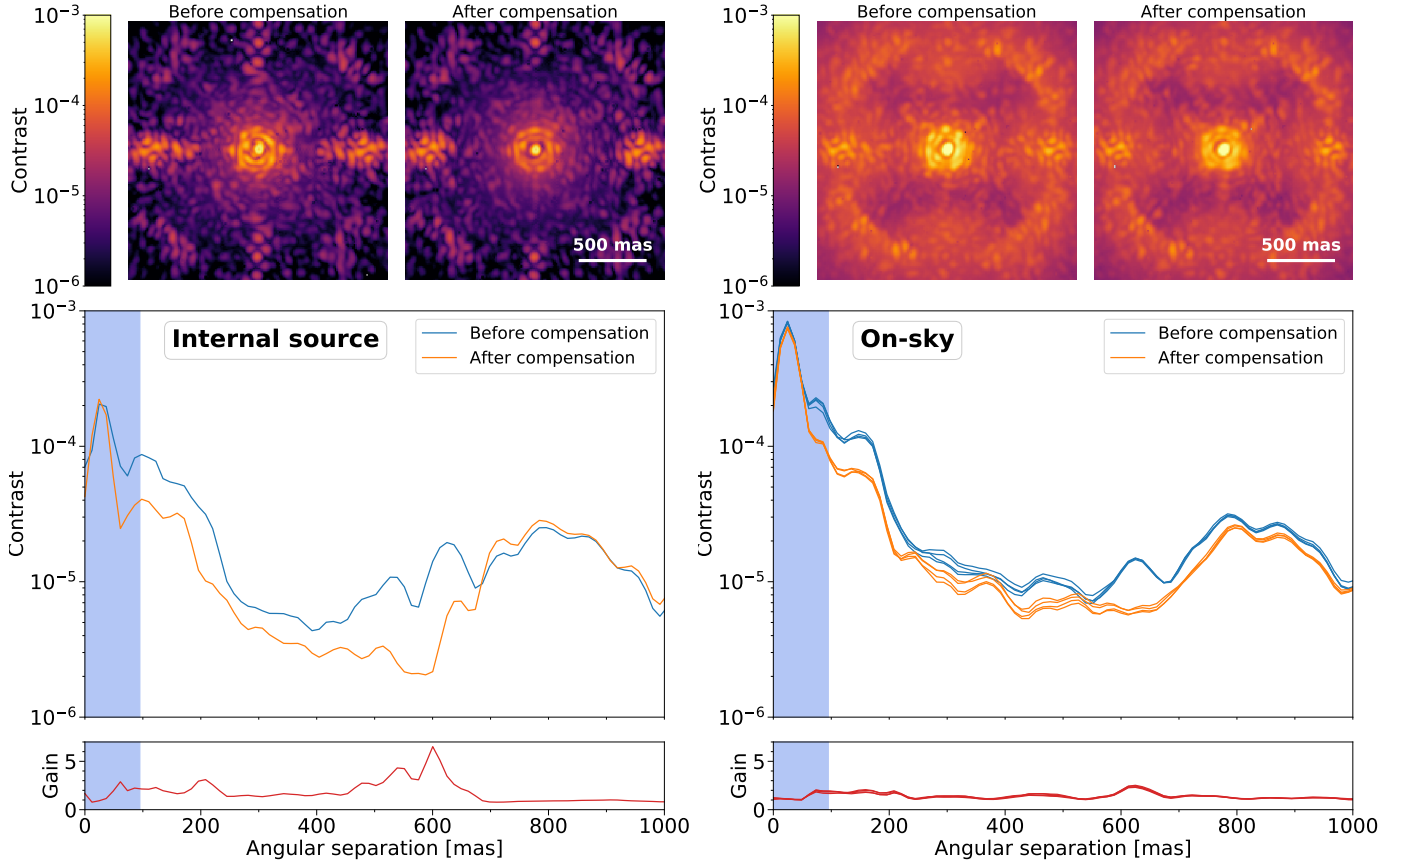 Before compensation
After compensation
Before compensation
After compensation
10⁻³
10⁻⁴
10⁻⁵
10⁻⁶
Contrast
500 mas
10⁻³
10⁻⁴
10⁻⁵
10⁻⁶
Contrast
500 mas
10⁻³
10⁻⁴
10⁻⁵
10⁻⁶
Contrast
Internal source
Before compensation
After compensation
10⁻³
10⁻⁴
10⁻⁵
10⁻⁶
Contrast
On-sky
Before compensation
After compensation
5
0
Gain
0 200 400 600 800 1000
Angular separation [mas]
5
0
Gain
0 200 400 600 800 1000
Angular separation [mas]